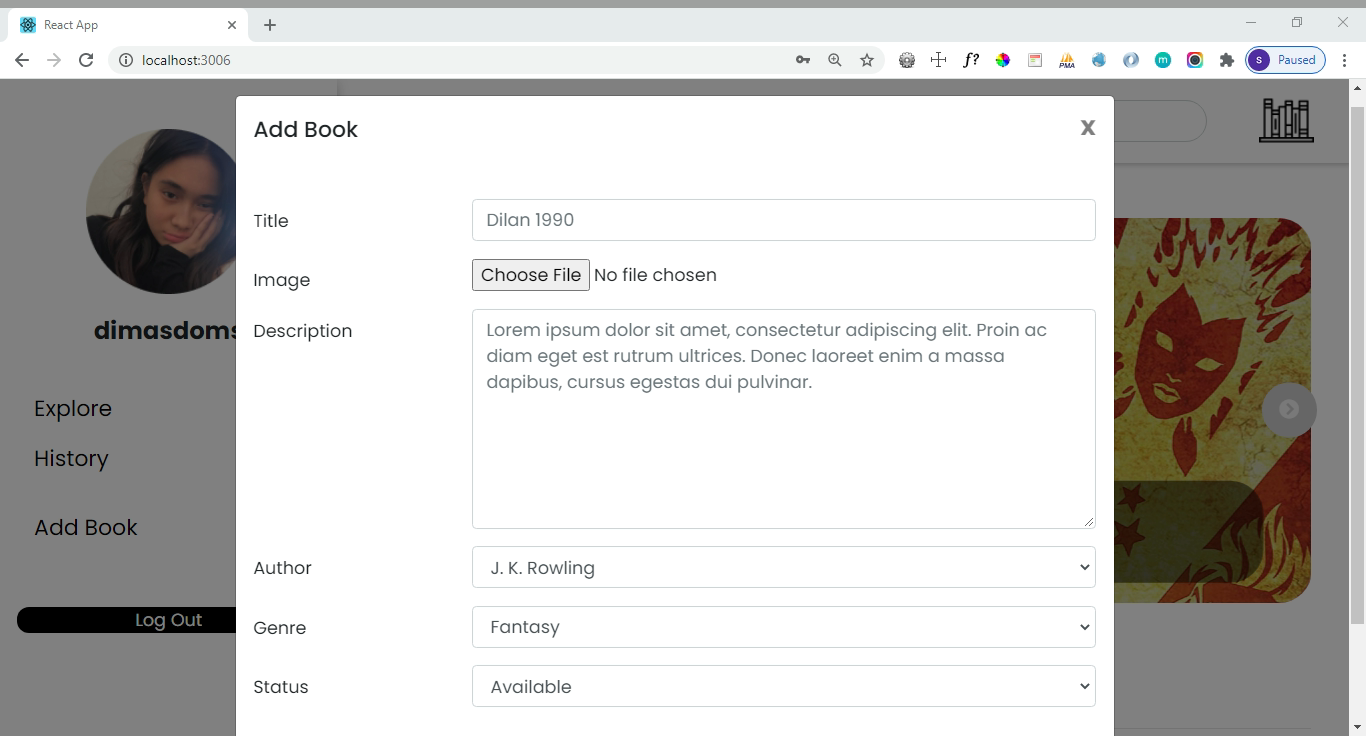 React App
localhost:3006
f?
PMA
m
S
Paused
Add Book
X
Title
Dilan 1990
Image
Choose File
No file chosen
Description
Lorem ipsum dolor sit amet, consectetur adipiscing elit. Proin ac
diam eget est rutrum ultrices. Donec laoreet enim a massa
dapibus, cursus egestas dui pulvinar.
Author
J. K. Rowling
Genre
Fantasy
Status
Available
dimasdoms
Explore
History
Add Book
Log Out